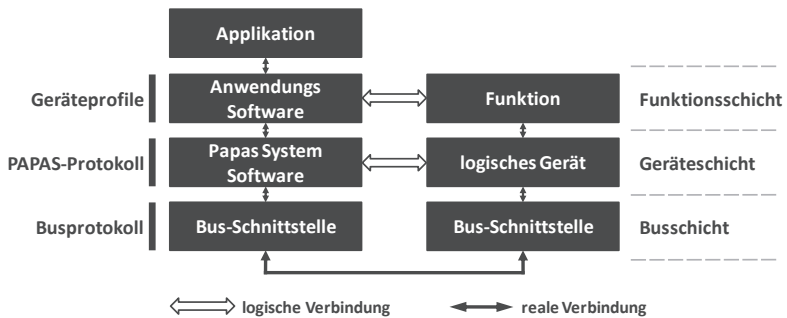 Applikation
Geräteprofile
Anwendungs
Software
Funktion
Funktionsschicht
PAPAS-Protokoll
Papas System
Software
logisches Gerät
Geräteschicht
Busprotokoll
Bus-Schnittstelle
Bus-Schnittstelle
Busschicht
logische Verbindung
reale Verbindung